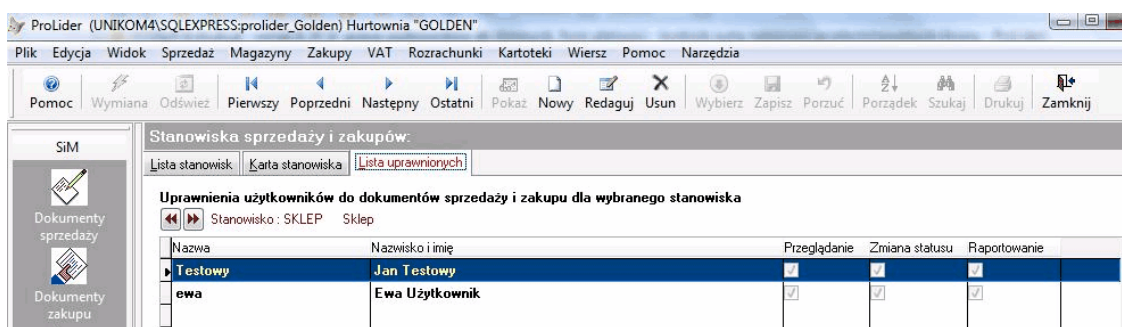 ProLider (UNIKOM4\SQLEXPRESS:prolider_Golden) Hurtownia "GOLDEN"
Plik Edycja Widok Sprzedaż Magazyny Zakupy VAT Rozrachunki Kartoteki Wiersz Pomoc Narzędzia
Pomoc Wymiana Odśwież Pierwszy Poprzedni Następny Ostatni Pokaż Nowy Redaguj Usun Wybierz Zapisz Porzuć Porządek Szukaj Drukuj Zamknij
SiM
Stanowiska sprzedaży i zakupów:
Lista stanowisk Karta stanowiska Lista uprawnionych
Uprawnienia użytkowników do dokumentów sprzedaży i zakupu dla wybranego stanowiska
Dokumenty
sprzedaży
Stanowisko : SKLEP Sklep
Nazwa Nazwisko i imię Przeglądanie Zmiana statusu Raportowanie
Testowy Jan Testowy
ewa Ewa Użytkownik
Dokumenty
zakupu